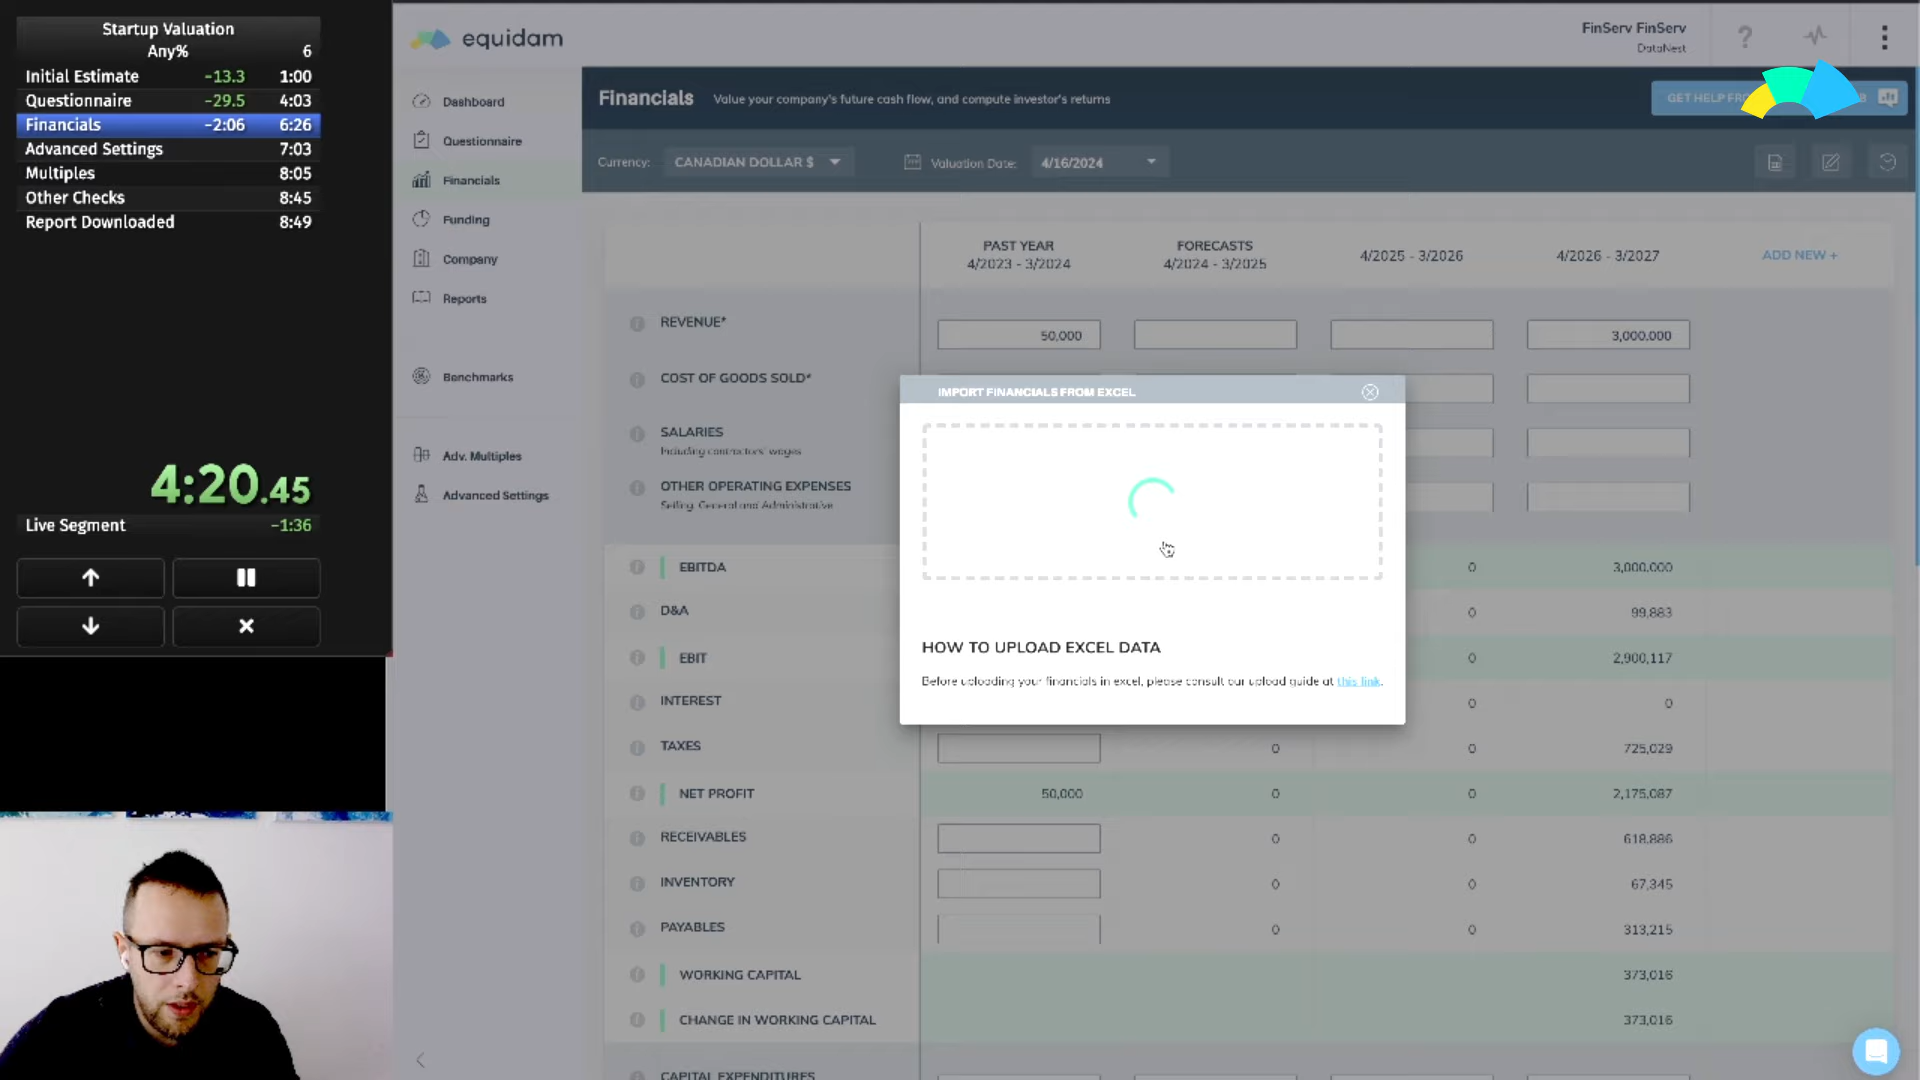 Startup Valuation
Any% 6
Initial Estimate -13.3 1:00
Questionnaire -29.5 4:03
Financials -2:06 6:26
Advanced Settings 7:03
Multiples 8:05
Other Checks 8:45
Report Downloaded 8:49
4:20.45
Live Segment -1:36
equidam
FinServ FinServ
DataNest
Dashboard
Questionnaire
Financials
Funding
Company
Reports
Benchmarks
Adv. Multiples
Advanced Settings
Financials Value your company's future cash flow, and compute investor's returns
GET HELP FRO
Currency: CANADIAN DOLLAR $ Valuation Date: 4/16/2024
PAST YEAR
4/2023 - 3/2024
FORECASTS
4/2024 - 3/2025
4/2025 - 3/2026
4/2026 - 3/2027
ADD NEW +
REVENUE* 50,000 3,000,000
COST OF GOODS SOLD*
SALARIES
Including contractors' wages
OTHER OPERATING EXPENSES
Selling, General and Administrative
IMPORT FINANCIALS FROM EXCEL
HOW TO UPLOAD EXCEL DATA
Before uploading your financials in excel, please consult our upload guide at this link.
EBITDA 0 3,000,000
D&A 0 99,883
EBIT 0 2,900,117
INTEREST 0 0
TAXES 0 0 725,029
NET PROFIT 50,000 0 0 2,175,087
RECEIVABLES 0 0 618,886
INVENTORY 0 0 67,345
PAYABLES 0 0 313,215
WORKING CAPITAL 373,016
CHANGE IN WORKING CAPITAL 373,016
CAPITAL EXPENDITURES